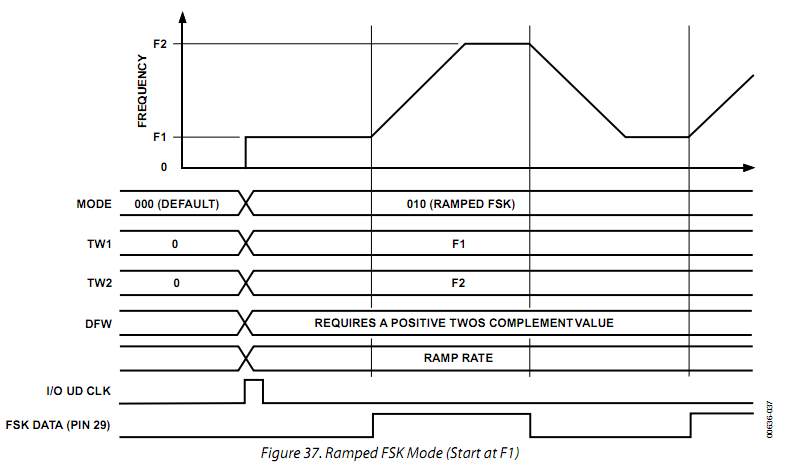 F2
FREQUENCY
F1
0
MODE 000 (DEFAULT) 010 (RAMPED FSK)
TW1 0 F1
TW2 0 F2
DFW REQUIRES A POSITIVE TWOS COMPLEMENT VALUE
RAMP RATE
I/O UD CLK
FSK DATA (PIN 29)
00636-037
Figure 37. Ramped FSK Mode (Start at F1)